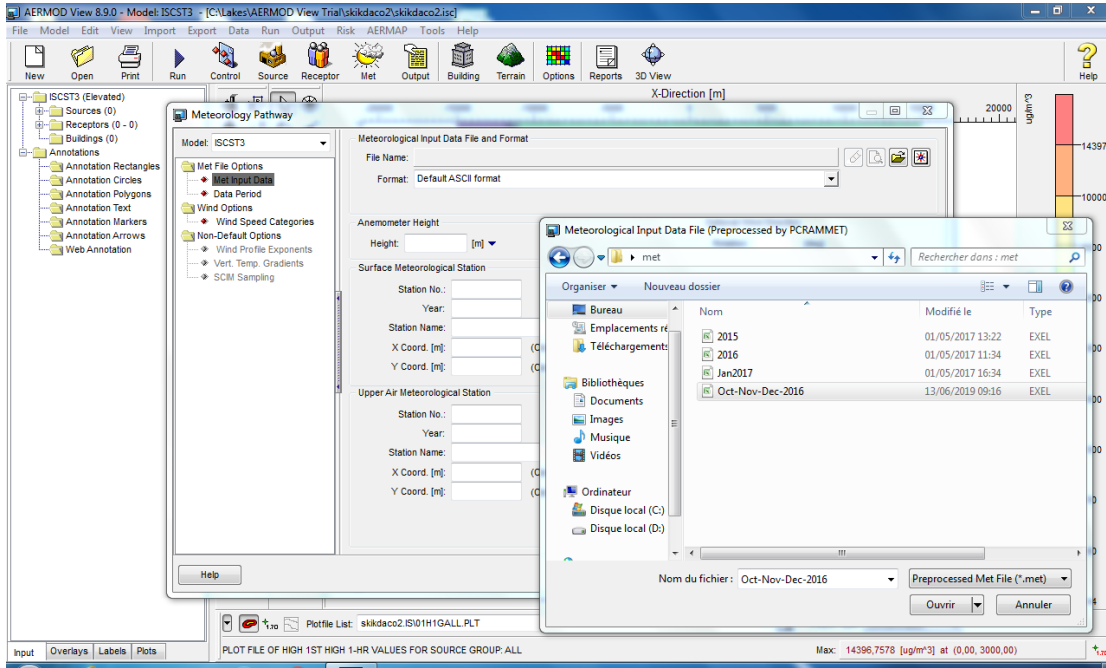 AERMOD View 8.9.0 - Model: ISCST3 - [C:\Lakes\AERMOD View Trial\skikdaco2\skikdaco2.isc]
File Model Edit View Import Export Data Run Output Risk AERMAP Tools Help
New Open Print Run Control Source Receptor Met Output Building Terrain Options Reports 3D View Help
ISCST3 (Elevated)
Sources (0)
Receptors (0 - 0)
Buildings (0)
Annotations
Annotation Rectangles
Annotation Circles
Annotation Polygons
Annotation Text
Annotation Markers
Annotation Arrows
Web Annotation
X-Direction [m]
20000
ug/m^3
14397
10000
Meteorology Pathway
Model: ISCST3
Met File Options
Met Input Data
Data Period
Wind Options
Wind Speed Categories
Non-Default Options
Wind Profile Exponents
Vert. Temp. Gradients
SCIM Sampling
Help
Meteorological Input Data File and Format
File Name:
Format: Default ASCII format
Anemometer Height
Height: [m]
Surface Meteorological Station
Station No.:
Year:
Station Name:
X Coord. [m]:
Y Coord. [m]:
Upper Air Meteorological Station
Station No.:
Year:
Station Name:
X Coord. [m]:
Y Coord. [m]:
Meteorological Input Data File (Preprocessed by PCRAMMET)
met
Rechercher dans : met
Organiser Nouveau dossier
Bureau
Emplacements ré
Téléchargements
Bibliothèques
Documents
Images
Musique
Vidéos
Ordinateur
Disque local (C:)
Disque local (D:)
Nom Modifié le Type
2015 01/05/2017 13:22 EXEL
2016 01/05/2017 11:34 EXEL
Jan2017 01/05/2017 16:34 EXEL
Oct-Nov-Dec-2016 13/06/2019 09:16 EXEL
Nom du fichier : Oct-Nov-Dec-2016 Preprocessed Met File (*.met)
Ouvrir Annuler
Plotfile List: skikdaco2.IS\01H1GALL.PLT
Input Overlays Labels Plots
PLOT FILE OF HIGH 1ST HIGH 1-HR VALUES FOR SOURCE GROUP: ALL
Max: 14396,7578 [ug/m^3] at (0,00, 3000,00)